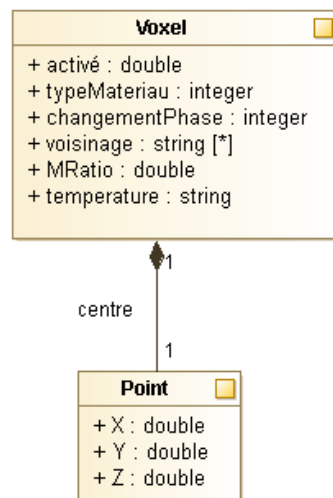 Voxel
+ activé : double
+ typeMateriau : integer
+ changementPhase : integer
+ voisinage : string [*]
+ MRatio : double
+ temperature : string
1
centre
1
Point
+ X : double
+ Y : double
+ Z : double